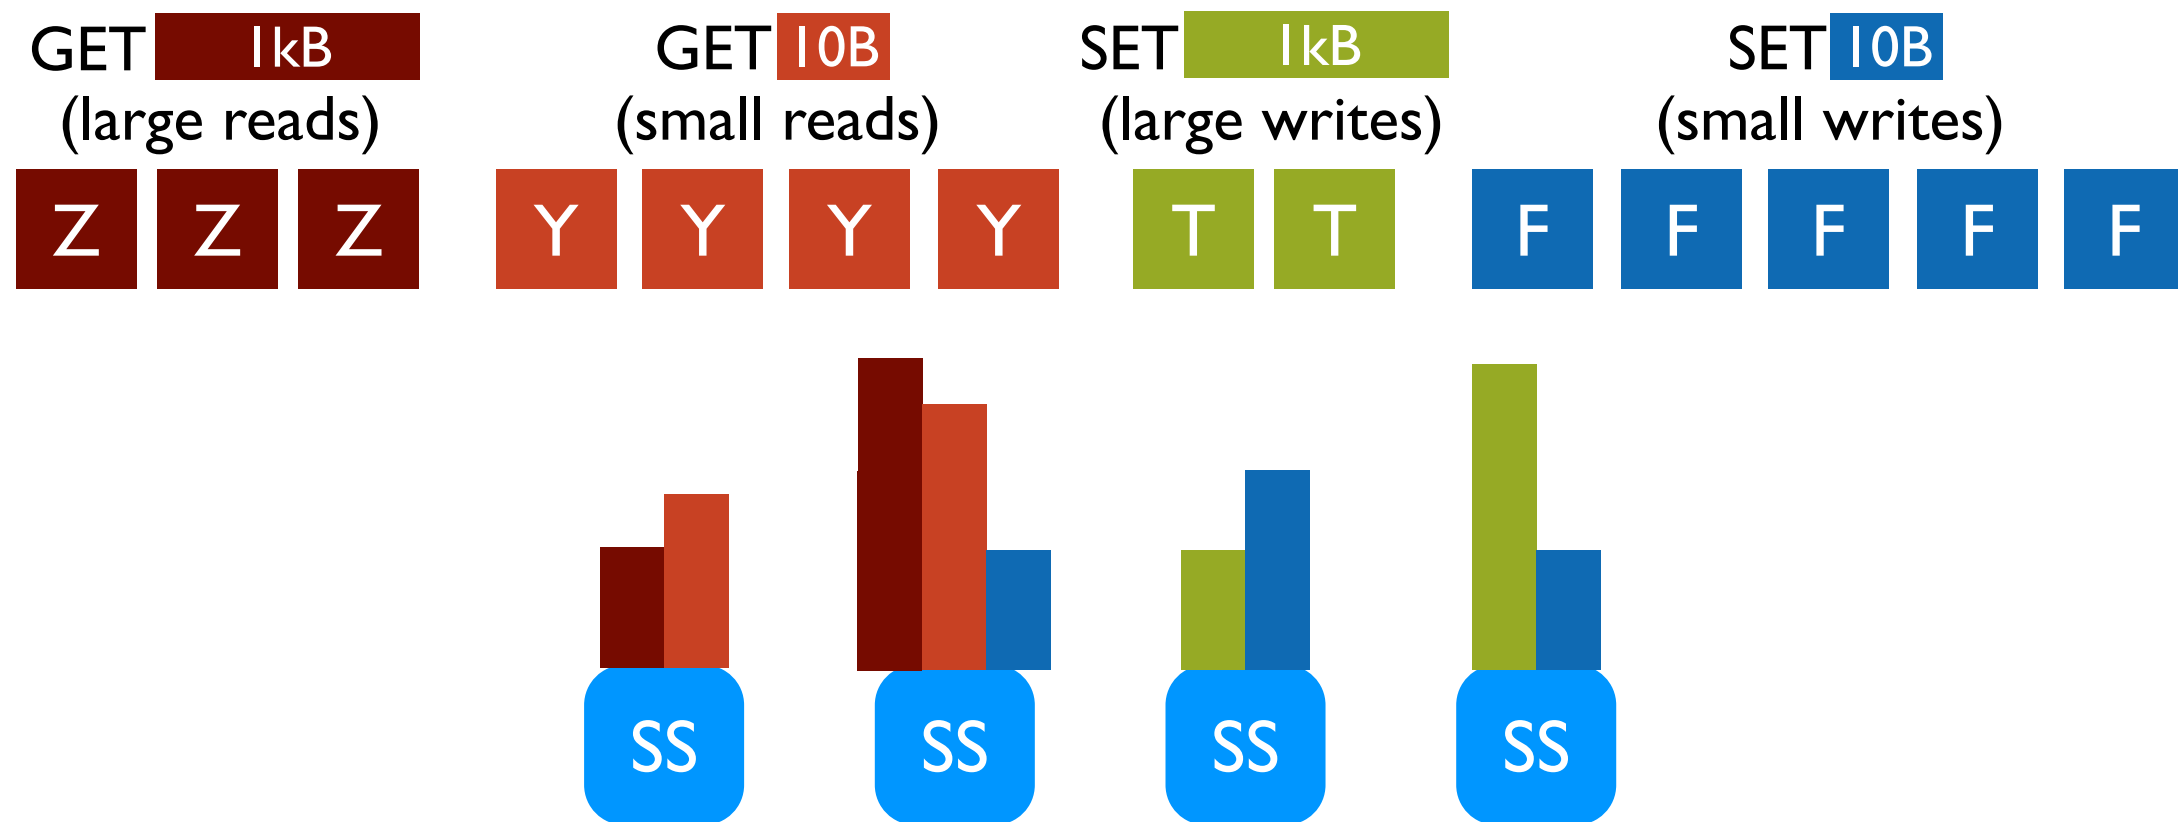 GET 1kB GET 10B SET 1kB SET 10B
(large reads) (small reads) (large writes) (small writes)
Z Z Z Y Y Y Y T T F F F F F
SS SS SS SS